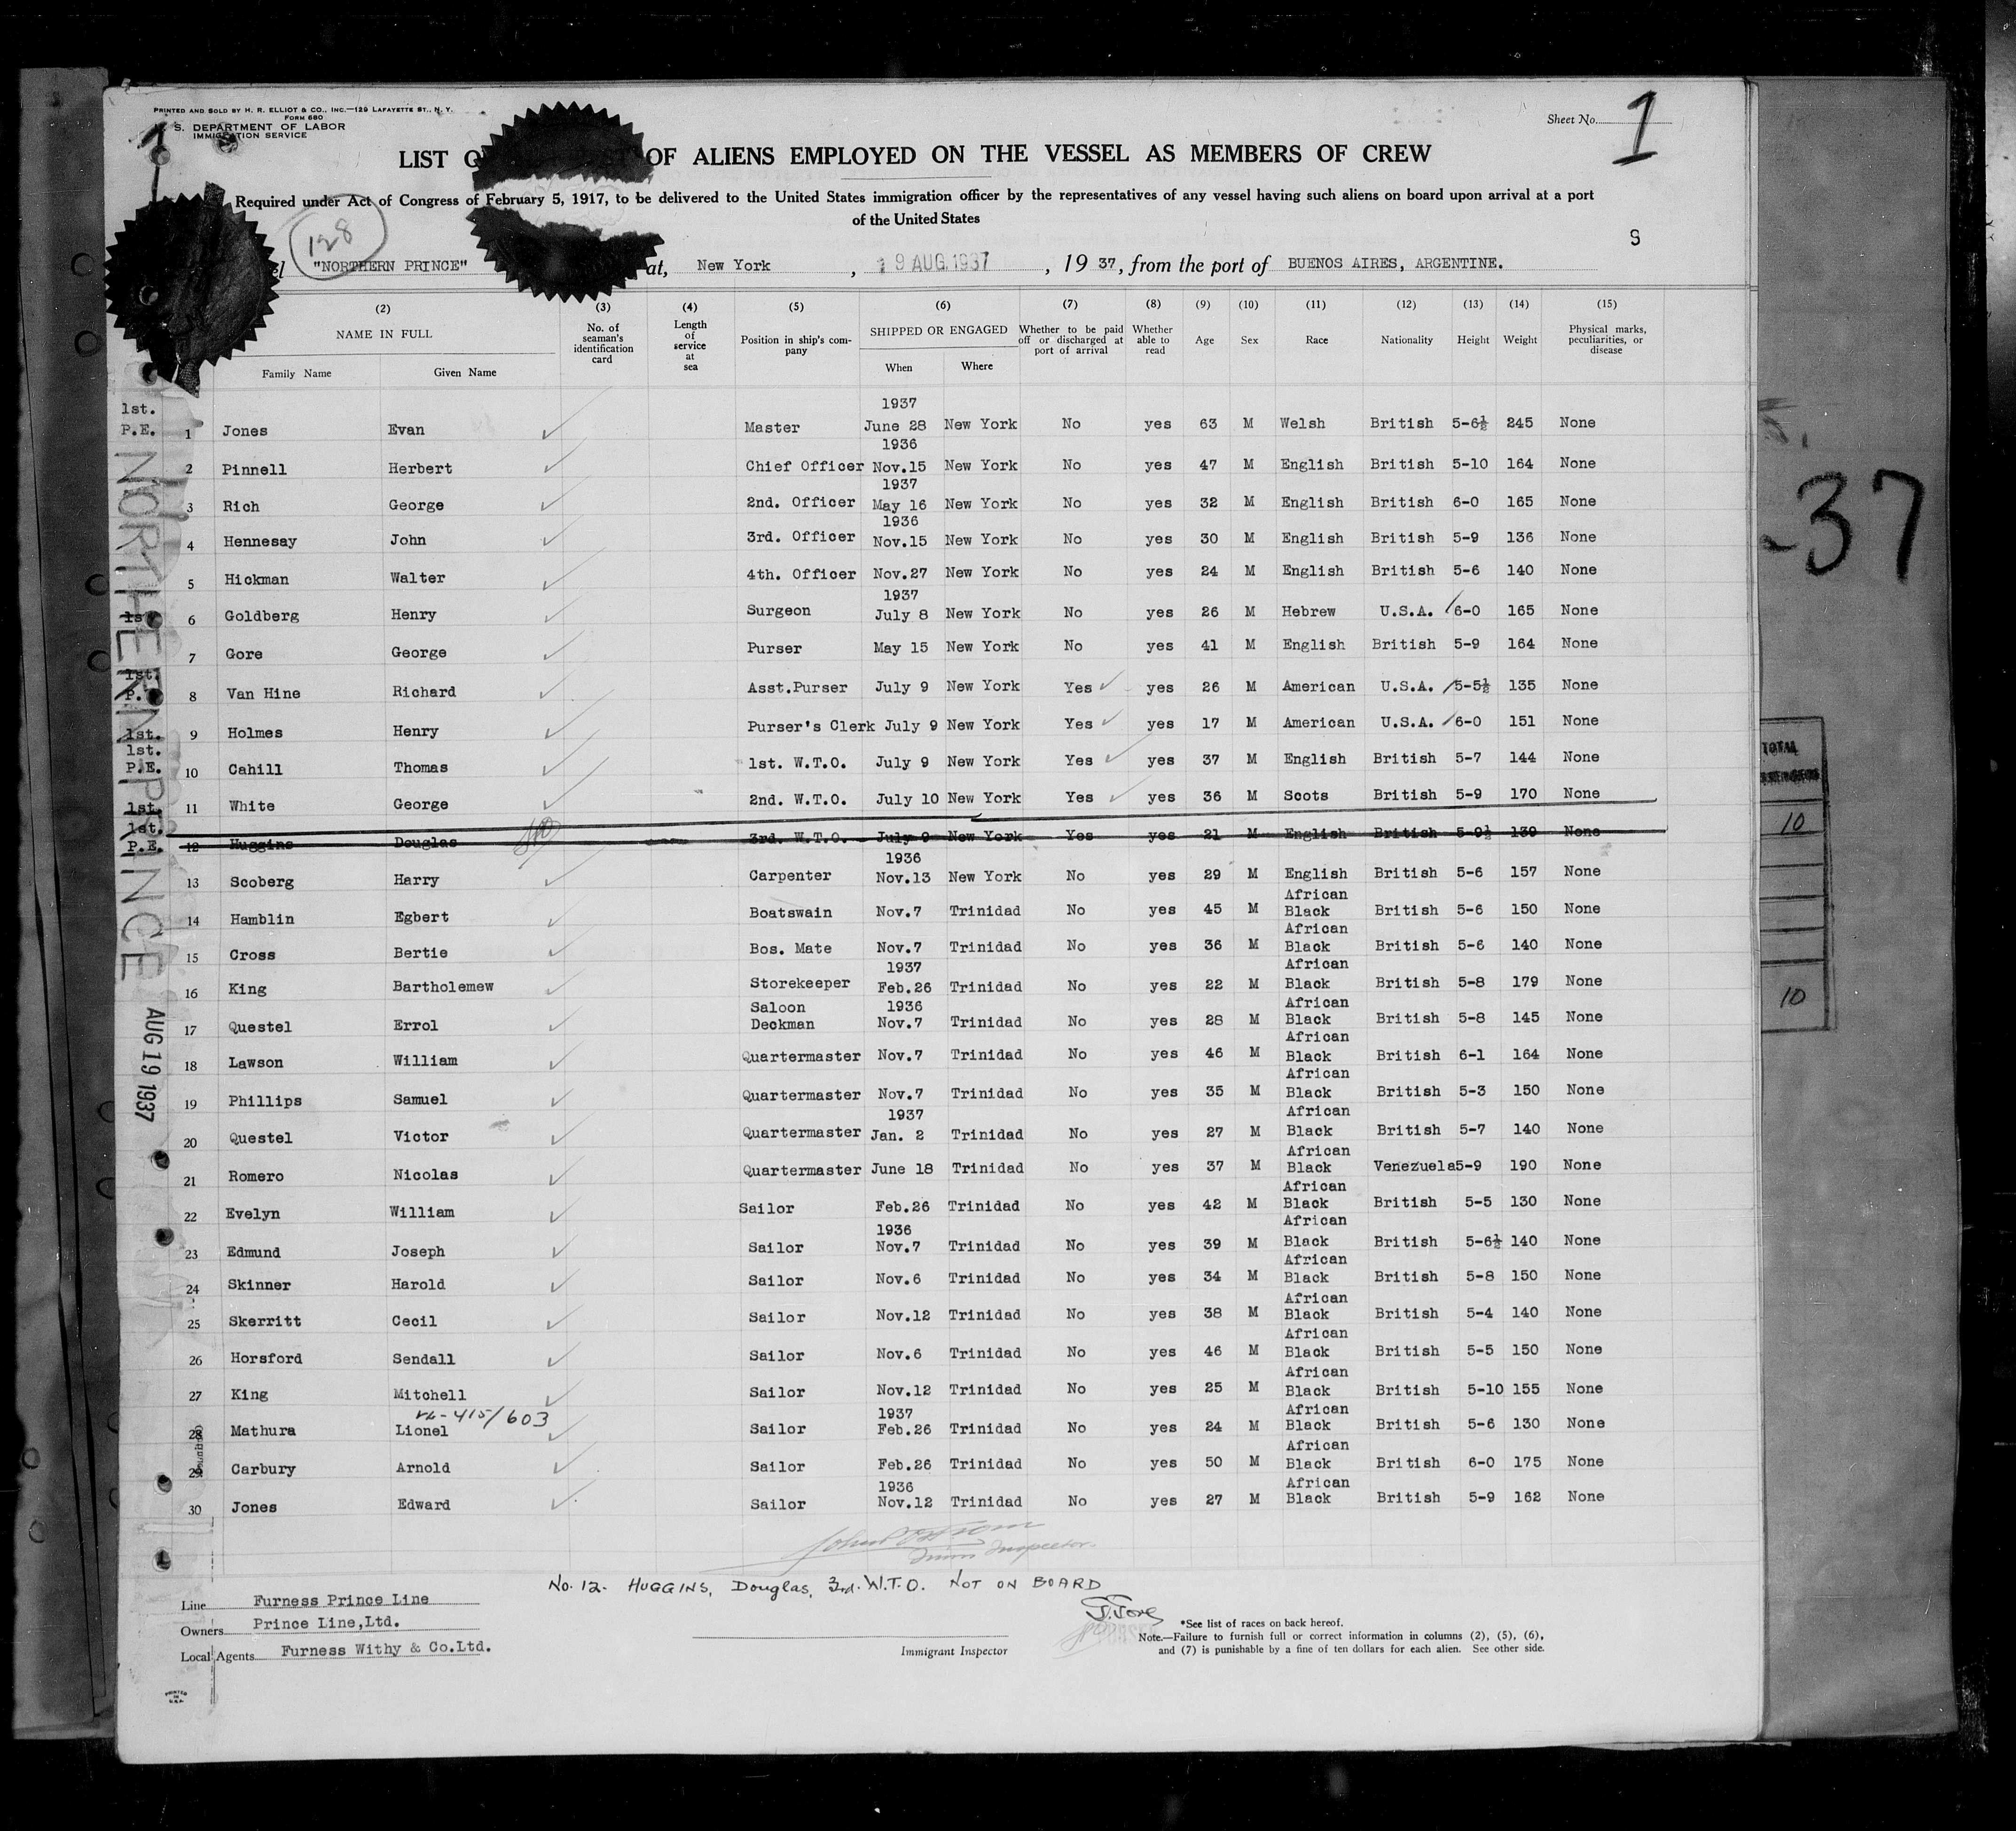 PRINTED AND SOLD BY H. R. ELLIOT & CO., INC.—129 LAFAYETTE ST., N. Y.
FORM 680
S. DEPARTMENT OF LABOR
IMMIGRATION SERVICE
Sheet No. 1
LIST OF ALIENS EMPLOYED ON THE VESSEL AS MEMBERS OF CREW
Required under Act of Congress of February 5, 1917, to be delivered to the United States immigration officer by the representatives of any vessel having such aliens on board upon arrival at a port
of the United States
128
S
"NORTHERN PRINCE" at, New York, 19 AUG. 1937, 19 37, from the port of BUENOS AIRES, ARGENTINE.
(2) (3) (4) (5) (6) (7) (8) (9) (10) (11) (12) (13) (14) (15)
NAME IN FULL No. of seaman's identification card Length of service at sea Position in ship's company SHIPPED OR ENGAGED Whether to be paid off or discharged at port of arrival Whether able to read Age Sex Race Nationality Height Weight Physical marks, peculiarities, or disease
Family Name Given Name When Where
1st. 1937
P.E. 1 Jones Evan Master June 28 New York No yes 63 M Welsh British 5-6½ 245 None
1936
2 Pinnell Herbert Chief Officer Nov.15 New York No yes 47 M English British 5-10 164 None
1937
3 Rich George 2nd. Officer May 16 New York No yes 32 M English British 6-0 165 None
1936
4 Hennesay John 3rd. Officer Nov.15 New York No yes 30 M English British 5-9 136 None
5 Hickman Walter 4th. Officer Nov.27 New York No yes 24 M English British 5-6 140 None
1937
6 Goldberg Henry Surgeon July 8 New York No yes 26 M Hebrew U.S.A. 6-0 165 None
7 Gore George Purser May 15 New York No yes 41 M English British 5-9 164 None
1st.
P. 8 Van Hine Richard Asst.Purser July 9 New York Yes yes 26 M American U.S.A. 5-5½ 135 None
1st. 9 Holmes Henry Purser's Clerk July 9 New York Yes yes 17 M American U.S.A. 6-0 151 None
1st.
P.E. 10 Cahill Thomas 1st. W.T.O. July 9 New York Yes yes 37 M English British 5-7 144 None
1st. 11 White George 2nd. W.T.O. July 10 New York Yes yes 36 M Scots British 5-9 170 None
1st.
P.E. 12 Huggins Douglas 3rd. W.T.O. July 9 New York Yes yes 21 M English British 5-9½ 139 None
1936
13 Scoberg Harry Carpenter Nov.13 New York No yes 29 M English British 5-6 157 None
African
14 Hamblin Egbert Boatswain Nov.7 Trinidad No yes 45 M Black British 5-6 150 None
African
15 Cross Bertie Bos. Mate Nov.7 Trinidad No yes 36 M Black British 5-6 140 None
1937 African
16 King Bartholemew Storekeeper Feb.26 Trinidad No yes 22 M Black British 5-8 179 None
Saloon 1936 African
17 Questel Errol Deckman Nov.7 Trinidad No yes 28 M Black British 5-8 145 None
African
18 Lawson William Quartermaster Nov.7 Trinidad No yes 46 M Black British 6-1 164 None
African
19 Phillips Samuel Quartermaster Nov.7 Trinidad No yes 35 M Black British 5-3 150 None
1937 African
20 Questel Victor Quartermaster Jan. 2 Trinidad No yes 27 M Black British 5-7 140 None
African
21 Romero Nicolas Quartermaster June 18 Trinidad No yes 37 M Black Venezuela 5-9 190 None
African
22 Evelyn William Sailor Feb.26 Trinidad No yes 42 M Black British 5-5 130 None
1936 African
23 Edmund Joseph Sailor Nov.7 Trinidad No yes 39 M Black British 5-6½ 140 None
African
24 Skinner Harold Sailor Nov.6 Trinidad No yes 34 M Black British 5-8 150 None
African
25 Skerritt Cecil Sailor Nov.12 Trinidad No yes 38 M Black British 5-4 140 None
African
26 Horsford Sendall Sailor Nov.6 Trinidad No yes 46 M Black British 5-5 150 None
African
27 King Mitchell Sailor Nov.12 Trinidad No yes 25 M Black British 5-10 155 None
415/603 1937 African
28 Mathura Lionel Sailor Feb.26 Trinidad No yes 24 M Black British 5-6 130 None
African
29 Carbury Arnold Sailor Feb.26 Trinidad No yes 50 M Black British 6-0 175 None
1936 African
30 Jones Edward Sailor Nov.12 Trinidad No yes 27 M Black British 5-9 162 None
Inspector.
No. 12. HUGGINS, Douglas, 3rd. W.T.O. NOT ON BOARD
Line Furness Prince Line
Owners Prince Line,Ltd.
Local Agents Furness Withy & Co.Ltd.
Immigrant Inspector
*See list of races on back hereof.
Note.—Failure to furnish full or correct information in columns (2), (5), (6),
and (7) is punishable by a fine of ten dollars for each alien. See other side.
PRINTED
IN
U.S.A.
NORTHERN PRINCE
AUG 19 1937
-37
TOTAL
10
10